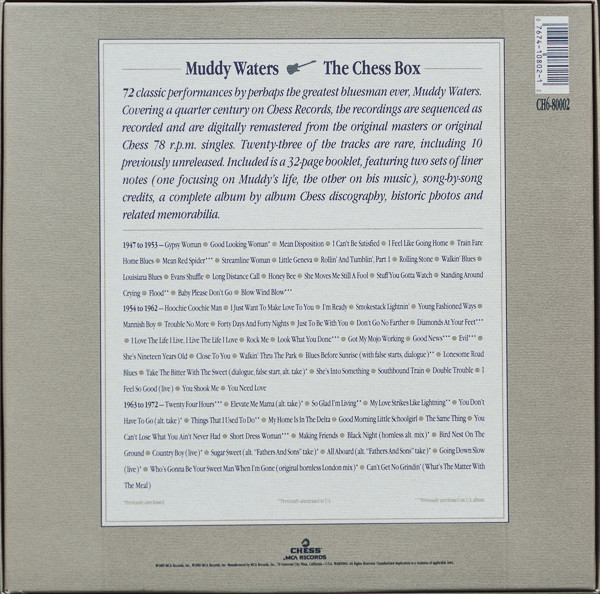 Muddy Waters The Chess Box
72 classic performances by perhaps the greatest bluesman ever, Muddy Waters.
Covering a quarter century on Chess Records, the recordings are sequenced as
recorded and are digitally remastered from the original masters or original
Chess 78 r.p.m. singles. Twenty-three of the tracks are rare, including 10
previously unreleased. Included is a 32-page booklet, featuring two sets of liner
notes (one focusing on Muddy's life, the other on his music), song-by-song
credits, a complete album by album Chess discography, historic photos and
related memorabilia.
1947 to 1953 – Gypsy Woman • Good Looking Woman* • Mean Disposition • I Can't Be Satisfied • I Feel Like Going Home • Train Fare
Home Blues • Mean Red Spider*** • Streamline Woman • Little Geneva • Rollin' And Tumblin', Part 1 • Rolling Stone • Walkin' Blues •
Louisiana Blues • Evans Shuffle • Long Distance Call • Honey Bee • She Moves Me Still A Fool • Stuff You Gotta Watch • Standing Around
Crying • Flood** • Baby Please Don't Go • Blow Wind Blow***
1954 to 1962 – Hoochie Coochie Man • I Just Want To Make Love To You • I'm Ready • Smokestack Lightnin' • Young Fashioned Ways •
Mannish Boy • Trouble No More • Forty Days And Forty Nights • Just To Be With You • Don't Go No Farther • Diamonds At Your Feet***
• I Love The Life I Live, I Live The Life I Love • Rock Me • Look What You Done*** • Got My Mojo Working • Good News*** • Evil*** •
She's Nineteen Years Old • Close To You • Walkin' Thru The Park • Blues Before Sunrise (with false starts, dialogue)** • Lonesome Road
Blues • Take The Bitter With The Sweet (dialogue, false start, alt. take)* • She's Into Something • Southbound Train • Double Trouble • I
Feel So Good (live) • You Shook Me • You Need Love
1963 to 1972 – Twenty Four Hours*** • Elevate Me Mama (alt. take)* • So Glad I'm Living** • My Love Strikes Like Lightning** • You Don't
Have To Go (alt. take)* • Things That I Used To Do** • My Home Is In The Delta • Good Morning Little Schoolgirl • The Same Thing • You
Can't Lose What You Ain't Never Had • Short Dress Woman*** • Making Friends • Black Night (hornless alt. mix)* • Bird Nest On The
Ground • Country Boy (live)* • Sugar Sweet (alt. "Fathers And Sons" take)* • All Aboard (alt. "Fathers And Sons" take)* • Going Down Slow
(live)* • Who's Gonna Be Your Sweet Man When I'm Gone (original hornless London mix)* • Can't Get No Grindin' (What's The Matter With
The Meal)
*Previously unreleased **Previously unreleased in U.S. ***Previously unreleased on U.S. album
CHESS
MCA RECORDS
0 7674-10802-1
CH6-80002